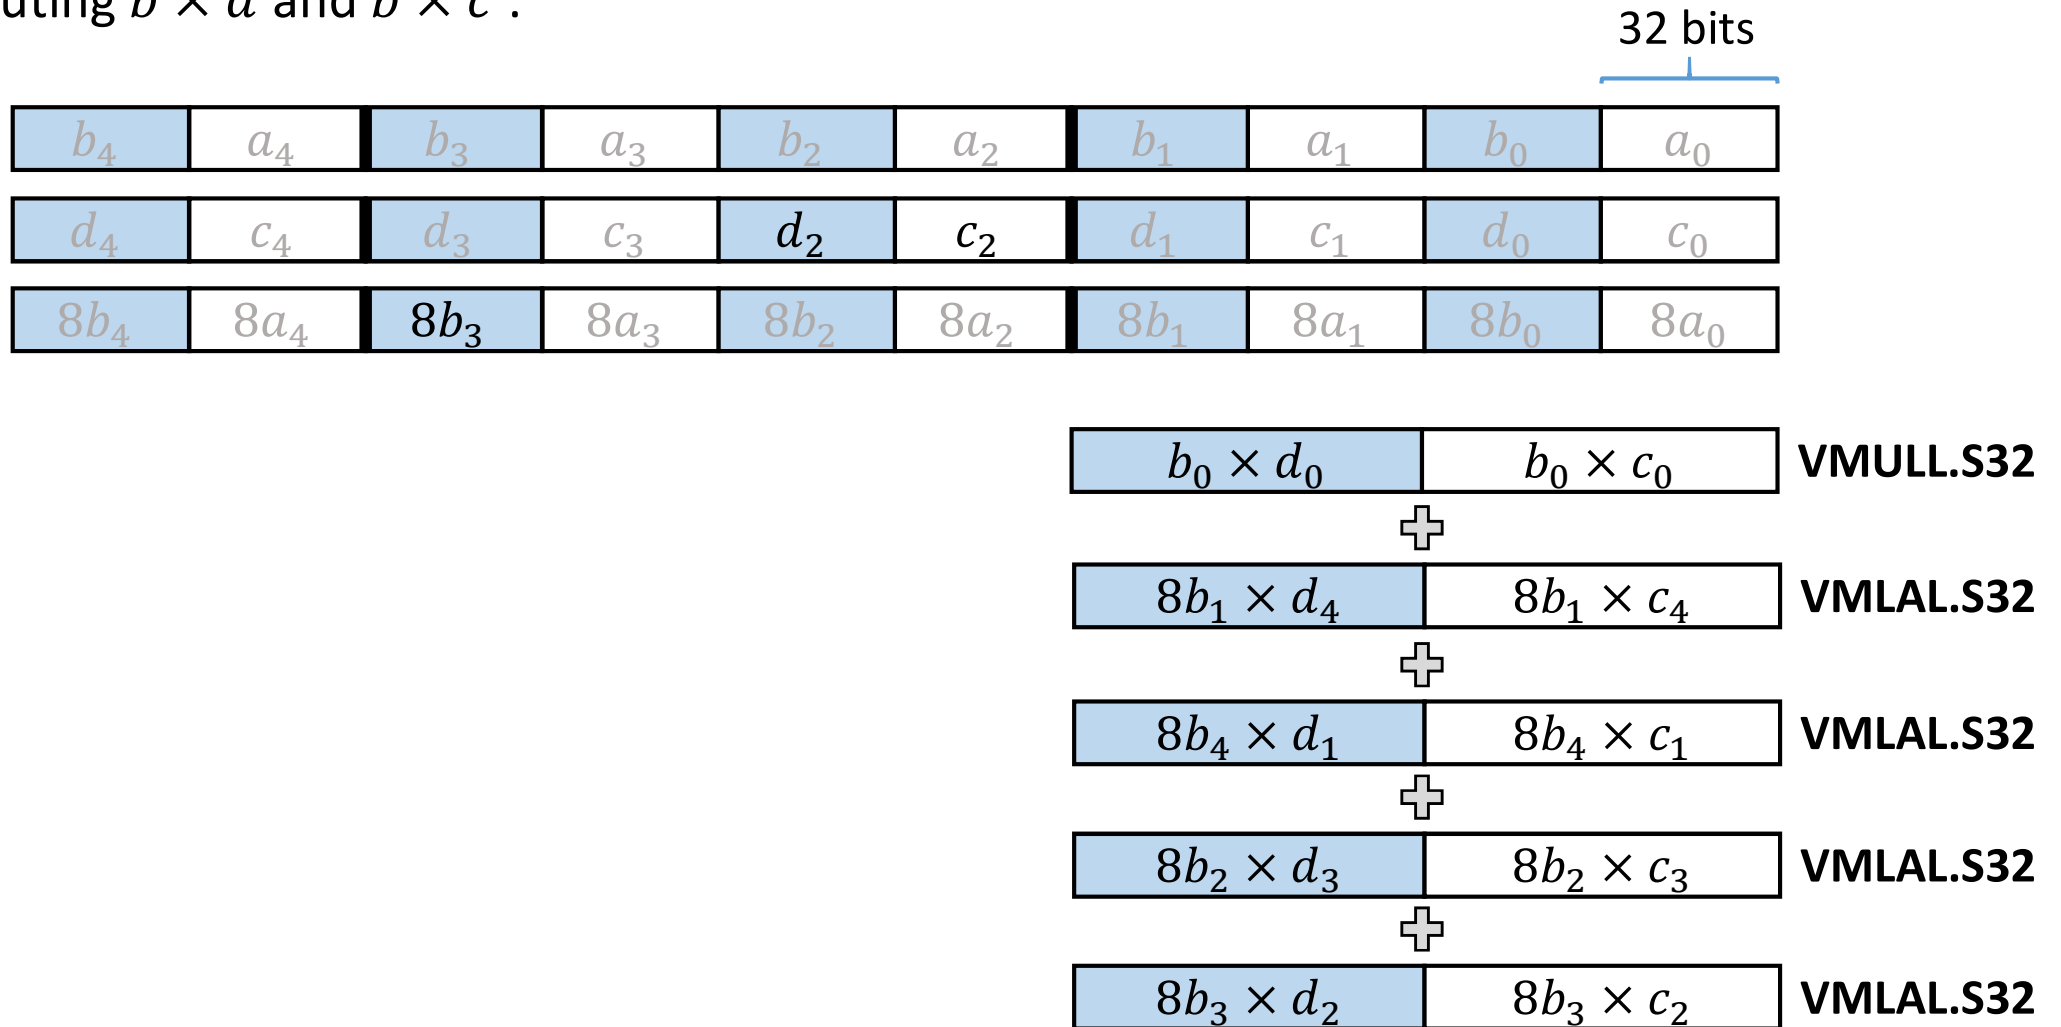 uting b × d and b × c .
32 bits
b₄ a₄ b₃ a₃ b₂ a₂ b₁ a₁ b₀ a₀
d₄ c₄ d₃ c₃ d₂ c₂ d₁ c₁ d₀ c₀
8b₄ 8a₄ 8b₃ 8a₃ 8b₂ 8a₂ 8b₁ 8a₁ 8b₀ 8a₀
b₀ × d₀ b₀ × c₀ VMULL.S32
8b₁ × d₄ 8b₁ × c₄ VMLAL.S32
8b₄ × d₁ 8b₄ × c₁ VMLAL.S32
8b₂ × d₃ 8b₂ × c₃ VMLAL.S32
8b₃ × d₂ 8b₃ × c₂ VMLAL.S32